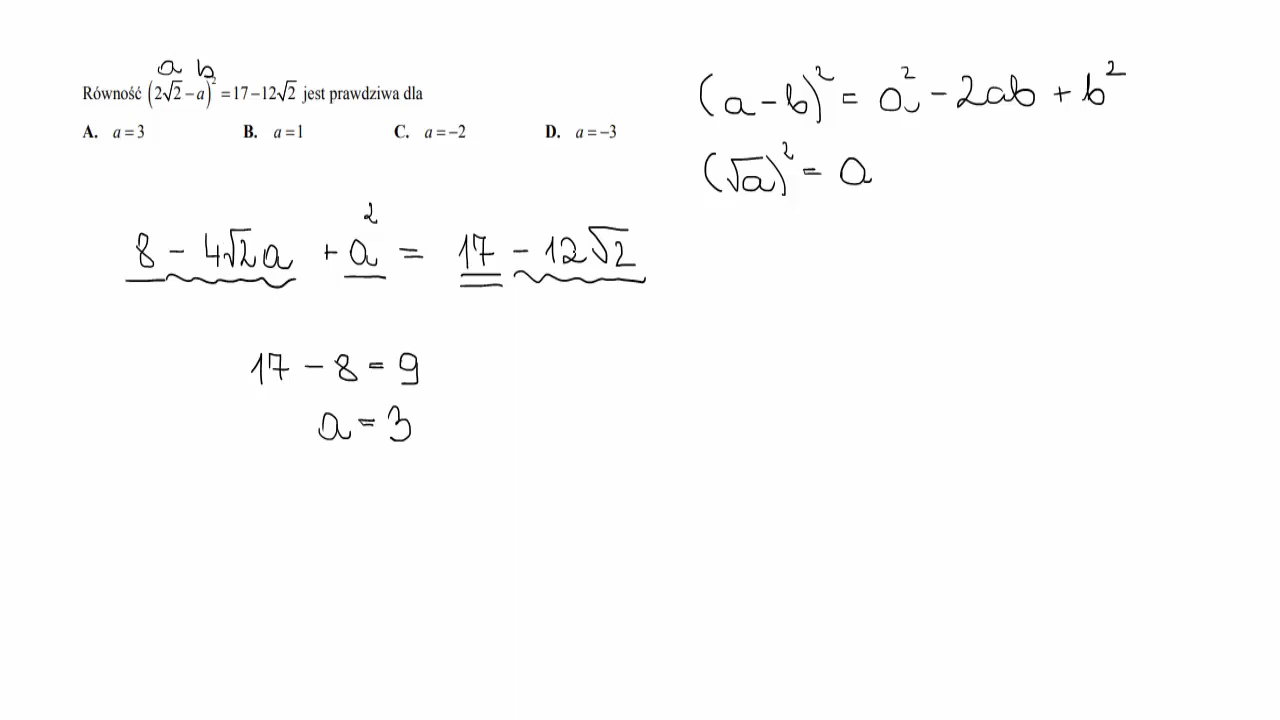 a b
Równość (2√2 − a)² = 17 − 12√2 jest prawdziwa dla
A. a = 3 B. a = 1 C. a = −2 D. a = −3
(a − b)² = a² − 2ab + b²
(√a)² = a
8 − 4√2a + a² = 17 − 12√2
17 − 8 = 9
a = 3